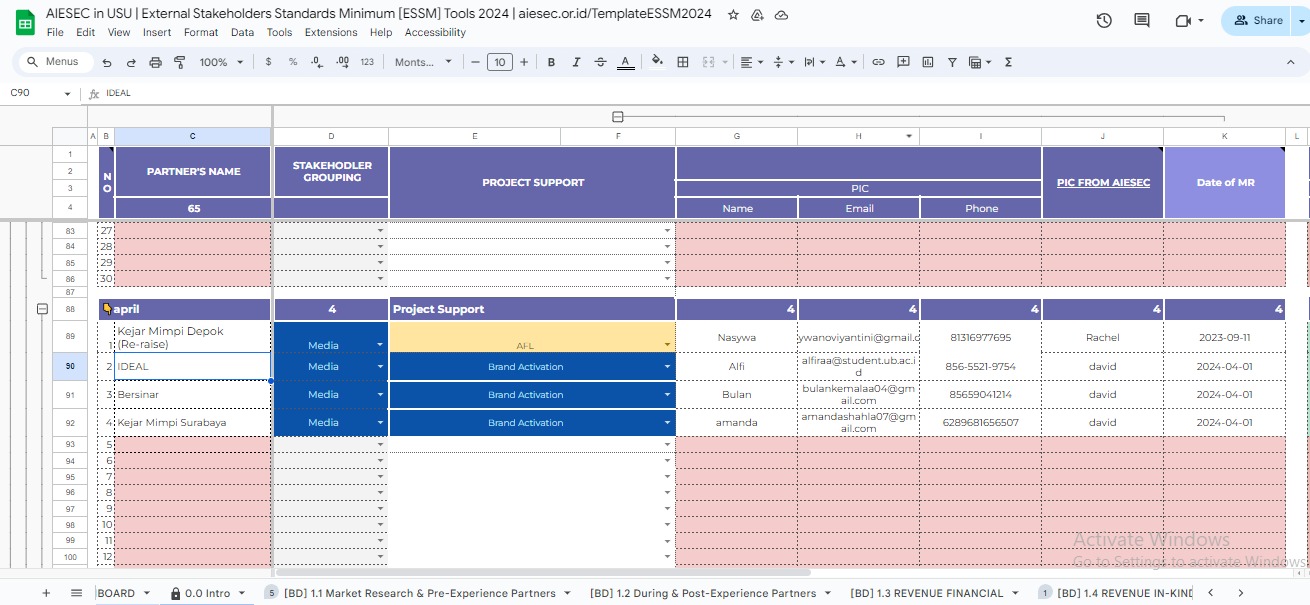 AIESEC in USU | External Stakeholders Standards Minimum [ESSM] Tools 2024 | aiesec.or.id/TemplateESSM2024
File Edit View Insert Format Data Tools Extensions Help Accessibility
Share
Menus 100% $ % .0 .00 123 Monts... 10 B I A
C90 fx IDEAL
A B C D E F G H I J K L
1
2
3
4
NO
PARTNER'S NAME
65
STAKEHODLER GROUPING
PROJECT SUPPORT
PIC
Name Email Phone
PIC FROM AIESEC
Date of MR
83 27
84 28
85 29
86 30
87
88 april 4 Project Support 4 4 4 4 4
89 1 Kejar Mimpi Depok (Re-raise) Media AFL Nasywa ywanoviyantini@gmail.c 81316977695 Rachel 2023-09-11
90 2 IDEAL Media Brand Activation Alfi alfiraa@student.ub.ac.id 856-5521-9754 david 2024-04-01
91 3 Bersinar Media Brand Activation Bulan bulankemalaa04@gmail.com 85659041214 david 2024-04-01
92 4 Kejar Mimpi Surabaya Media Brand Activation amanda amandashahla07@gmail.com 6289681656507 david 2024-04-01
93 5
94 6
95 7
96 8
97 9
98 10
99 11
100 12
Activate Windows
Go to Settings to activate Windows.
BOARD 0.0 Intro 5 [BD] 1.1 Market Research & Pre-Experience Partners [BD] 1.2 During & Post-Experience Partners [BD] 1.3 REVENUE FINANCIAL 1 [BD] 1.4 REVENUE IN-KIND